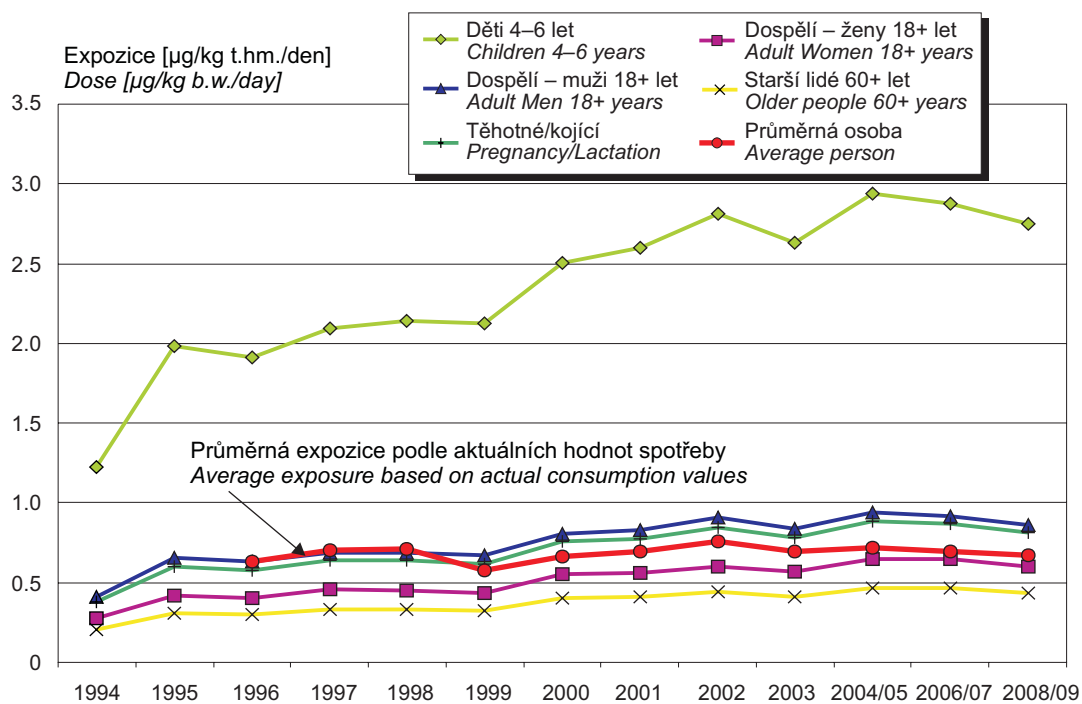 Expozice [µg/kg t.hm./den]
Dose [µg/kg b.w./day]
Děti 4–6 let
Children 4–6 years
Dospělí – ženy 18+ let
Adult Women 18+ years
Dospělí – muži 18+ let
Adult Men 18+ years
Starší lidé 60+ let
Older people 60+ years
Těhotné/kojící
Pregnancy/Lactation
Průměrná osoba
Average person
3.5
3.0
2.5
2.0
1.5
1.0
0.5
0
Průměrná expozice podle aktuálních hodnot spotřeby
Average exposure based on actual consumption values
1994 1995 1996 1997 1998 1999 2000 2001 2002 2003 2004/05 2006/07 2008/09